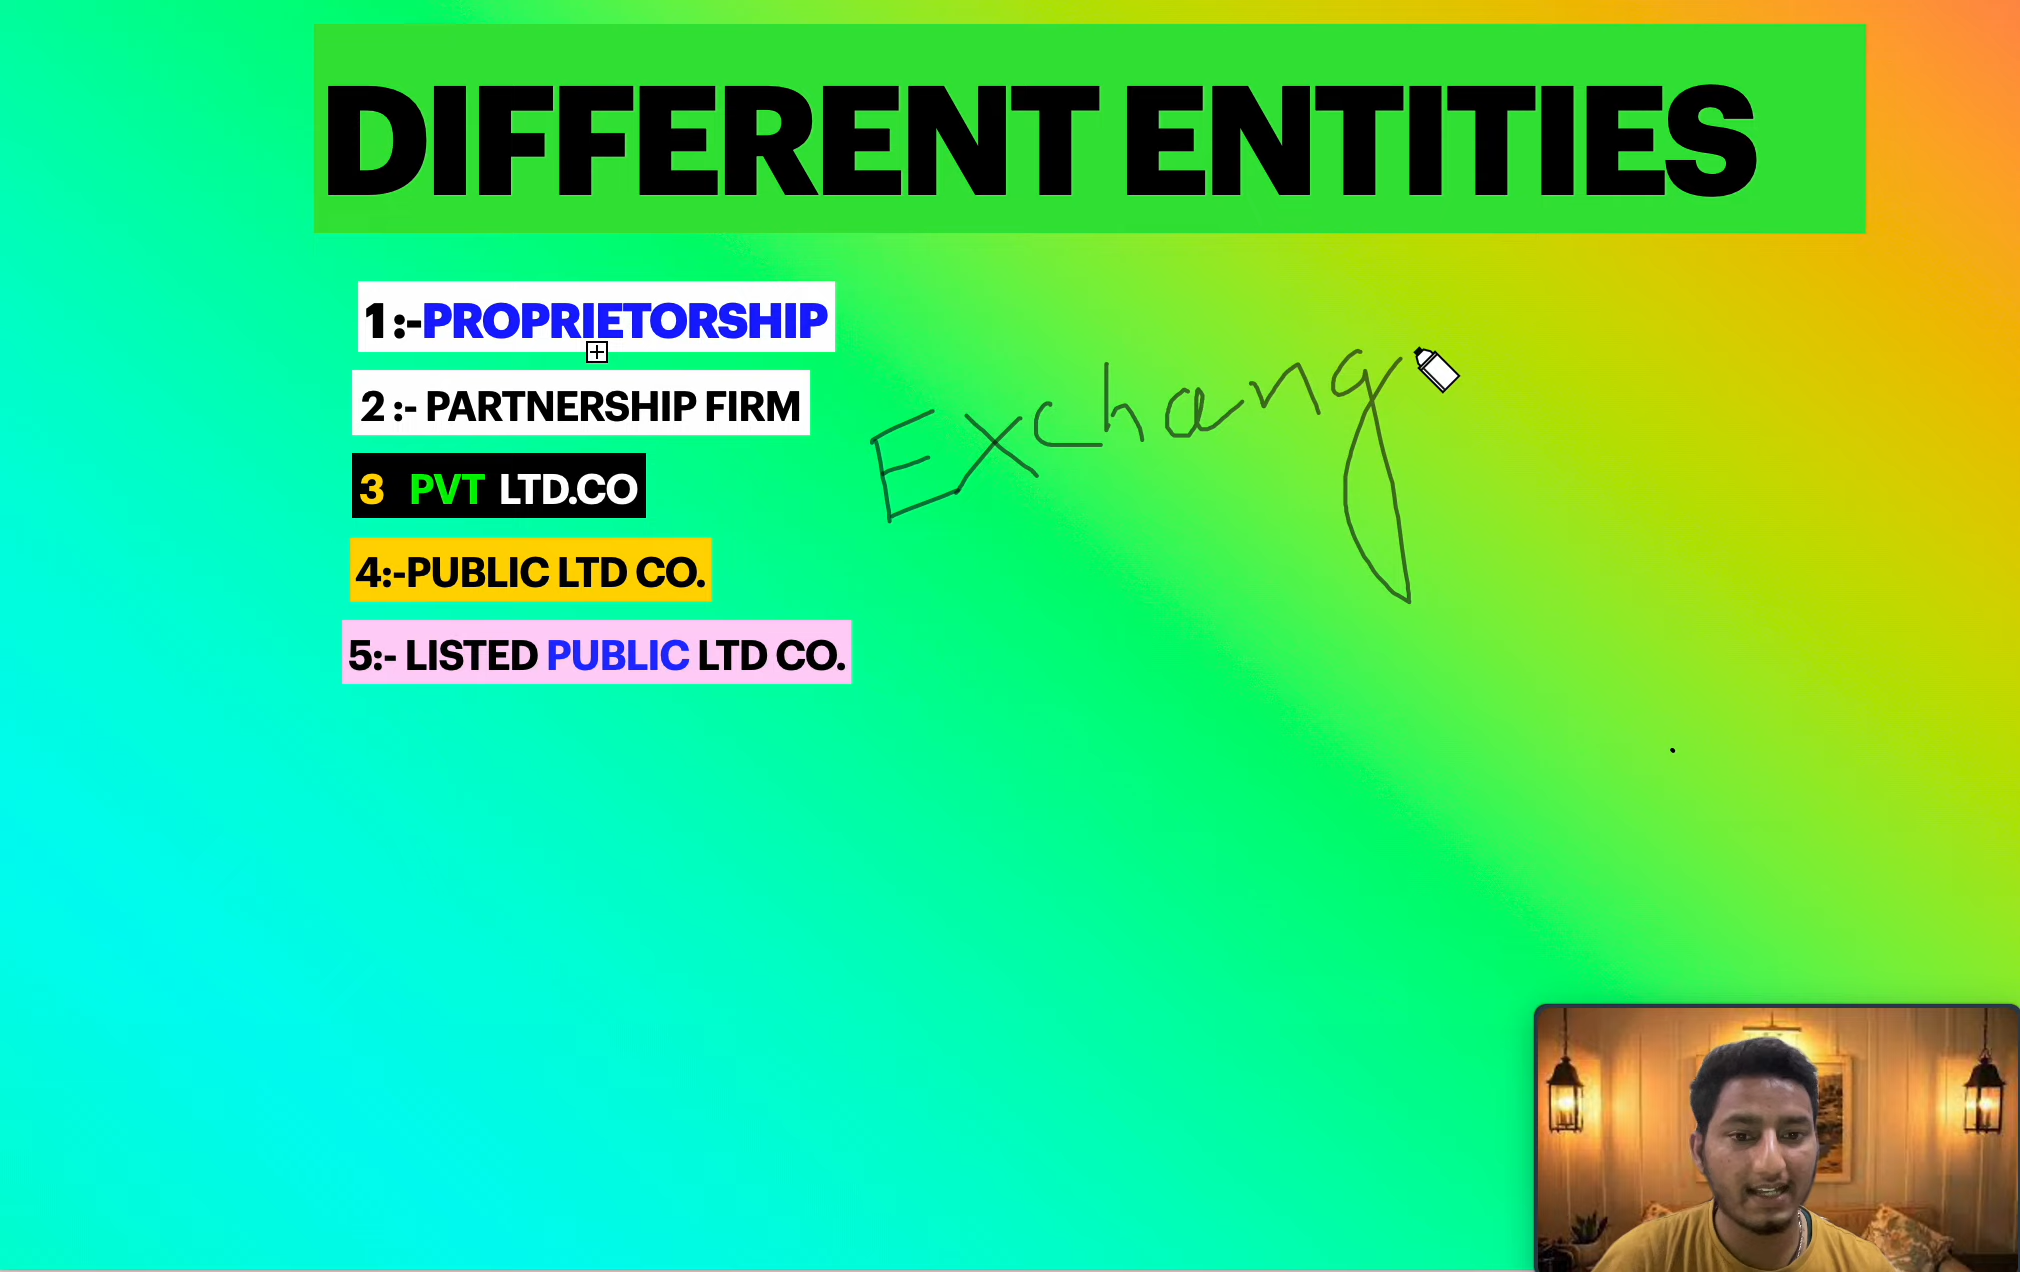 DIFFERENT ENTITIES
1 :-PROPRIETORSHIP
2 :- PARTNERSHIP FIRM
3 PVT LTD.CO
4:-PUBLIC LTD CO.
5:- LISTED PUBLIC LTD CO.
Exchang